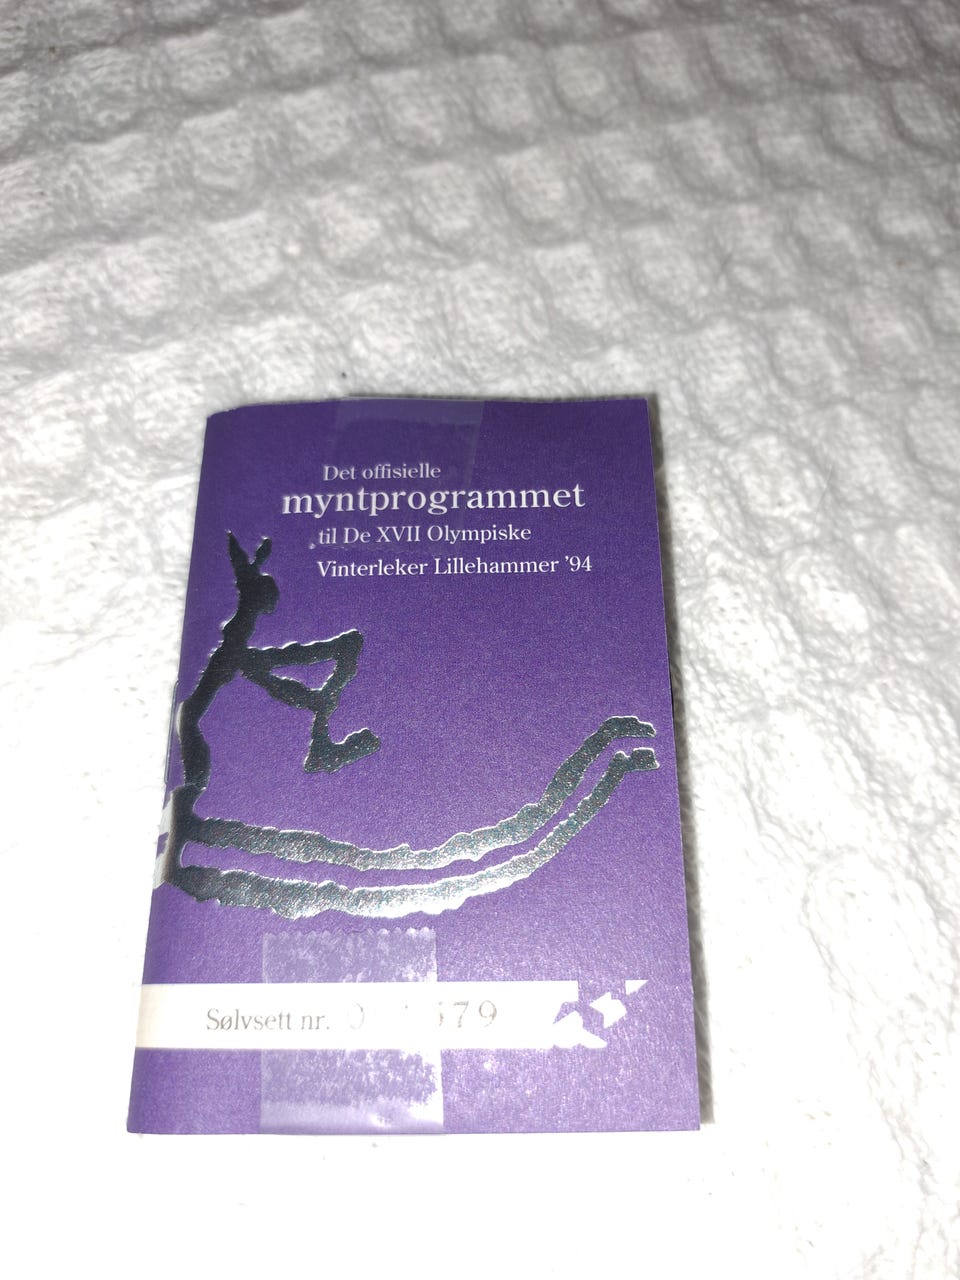 Det offisielle
myntprogrammet
til De XVII Olympiske
Vinterleker Lillehammer '94
Sølvsett nr.